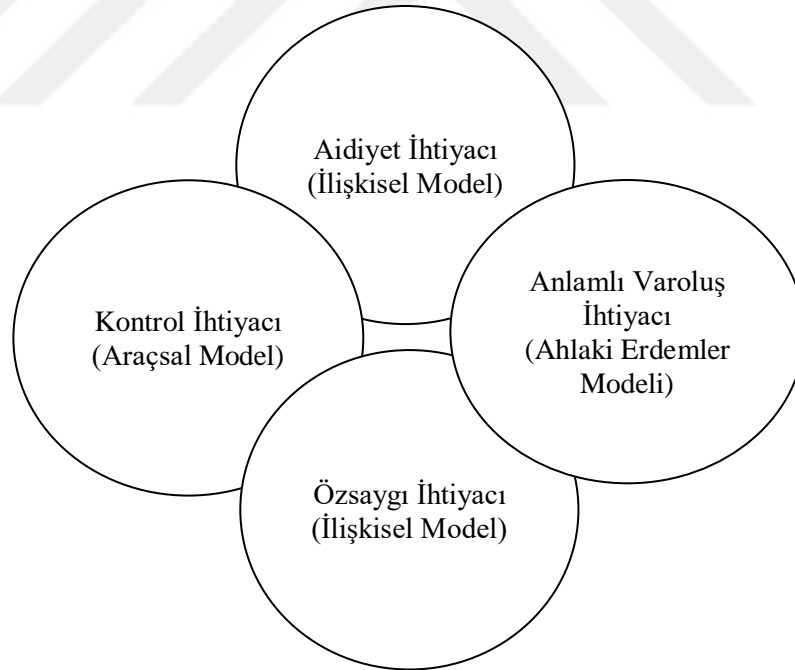 Aidiyet İhtiyacı
(İlişkisel Model)
Kontrol İhtiyacı
(Araçsal Model)
Anlamlı Varoluş
İhtiyacı
(Ahlaki Erdemler
Modeli)
Özsaygı İhtiyacı
(İlişkisel Model)